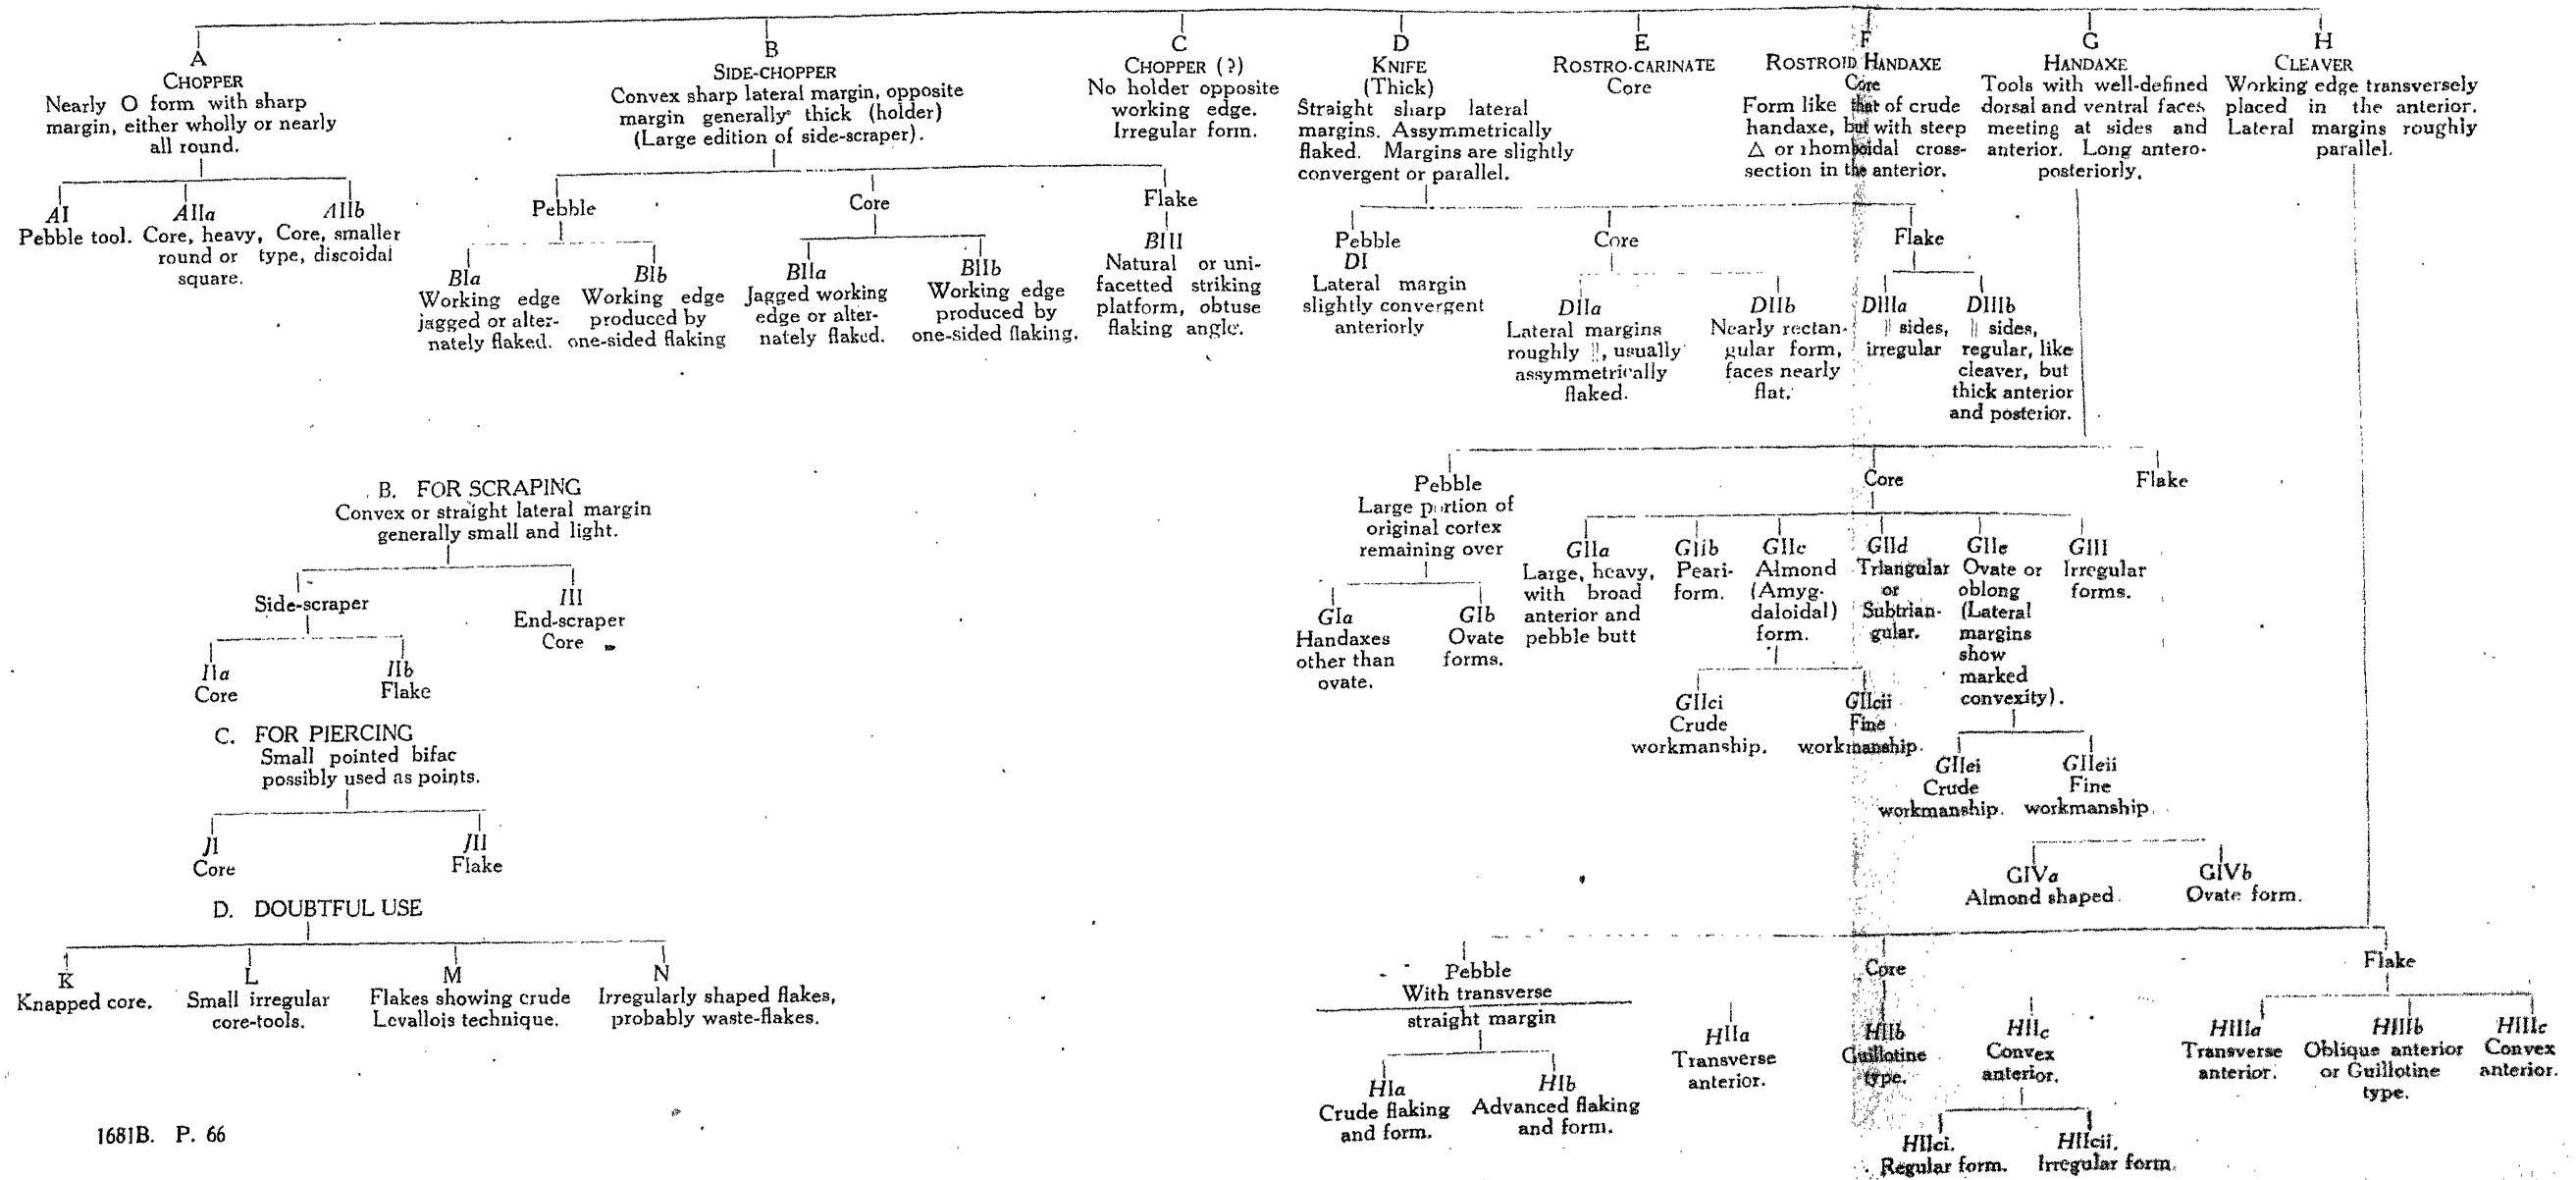 A
CHOPPER
Nearly O form with sharp
margin, either wholly or nearly
all round.
AI
Pebble tool.
AIIa
Core, heavy,
round or
square.
AIIb
Core, smaller
type, discoidal
B
SIDE-CHOPPER
Convex sharp lateral margin, opposite
margin generally thick (holder)
(Large edition of side-scraper).
Pebble
BIa
Working edge
jagged or alter-
nately flaked.
BIb
Working edge
produced by
one-sided flaking
Core
BIIa
Jagged working
edge or alter-
nately flaked.
BIIb
Working edge
produced by
one-sided flaking.
Flake
BIII
Natural or uni-
facetted striking
platform, obtuse
flaking angle.
C
CHOPPER (?)
No holder opposite
working edge.
Irregular form.
D
KNIFE
(Thick)
Straight sharp lateral
margins. Assymmetrically
flaked. Margins are slightly
convergent or parallel.
Pebble
DI
Lateral margin
slightly convergent
anteriorly
Core
DIIa
Lateral margins
roughly ||, usually
assymmetrically
flaked.
DIIb
Nearly rectan-
gular form,
faces nearly
flat.
Flake
DIIIa
|| sides,
irregular
DIIIb
|| sides,
regular, like
cleaver, but
thick anterior
and posterior.
E
ROSTRO-CARINATE
Core
F
ROSTROID HANDAXE
Core
Form like that of crude
handaxe, but with steep
△ or rhomboidal cross-
section in the anterior.
G
HANDAXE
Tools with well-defined
dorsal and ventral faces
meeting at sides and
anterior. Long antero-
posteriorly.
Pebble
Large portion of
original cortex
remaining over
GIa
Handaxes
other than
ovate.
GIb
Ovate
forms.
Core
GIIa
Large, heavy,
with broad
anterior and
pebble butt
GIIb
Peari-
form.
GIIc
Almond
(Amyg-
daloidal)
form.
GIIci
Crude
workmanship.
GIIcii
Fine
workmanship.
GIId
Triangular
or
Subtrian-
gular.
GIIe
Ovate or
oblong
(Lateral
margins
show
marked
convexity).
GIIei
Crude
workmanship.
GIIeii
Fine
workmanship.
GIII
Irregular
forms.
Flake
GIVa
Almond shaped.
GIVb
Ovate form.
H
CLEAVER
Working edge transversely
placed in the anterior.
Lateral margins roughly
parallel.
Pebble
With transverse
straight margin
HIa
Crude flaking
and form.
HIb
Advanced flaking
and form.
Core
HIIa
Transverse
anterior.
HIIb
Guillotine
type.
HIIc
Convex
anterior.
HIIci.
Regular form.
HIIcii.
Irregular form.
Flake
HIIIa
Transverse
anterior.
HIIIb
Oblique anterior
or Guillotine
type.
HIIIc
Convex
anterior.
B. FOR SCRAPING
Convex or straight lateral margin
generally small and light.
Side-scraper
IIa
Core
IIb
Flake
III
End-scraper
Core
C. FOR PIERCING
Small pointed bifac
possibly used as points.
JI
Core
JII
Flake
D. DOUBTFUL USE
K
Knapped core.
L
Small irregular
core-tools.
M
Flakes showing crude
Levallois technique.
N
Irregularly shaped flakes,
probably waste-flakes.
1681B. P. 66